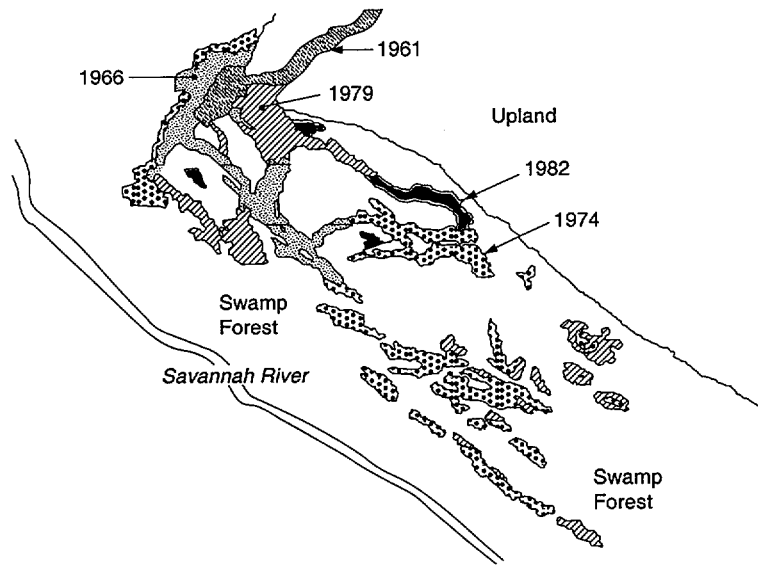 1961
1966
1979
Upland
1982
1974
Swamp
Forest
Savannah River
Swamp
Forest